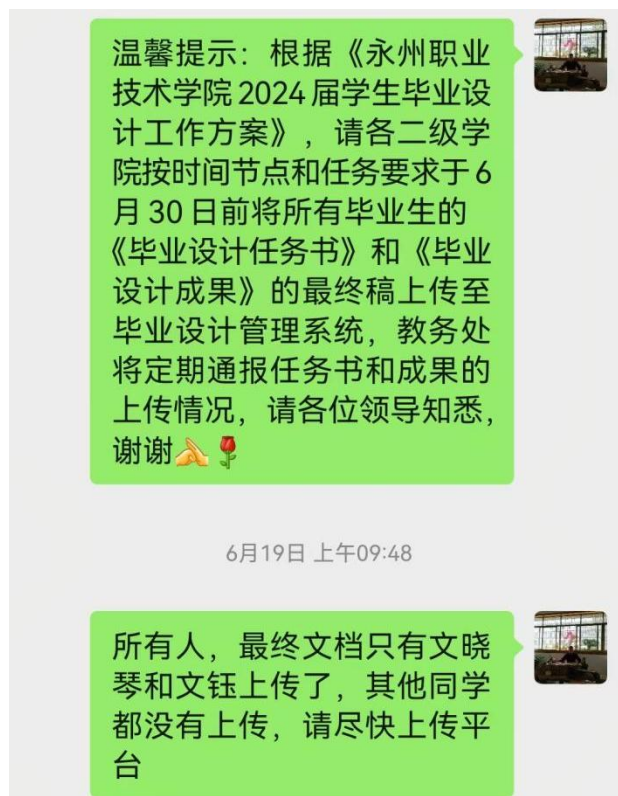 温馨提示：根据《永州职业
技术学院2024届学生毕业设
计工作方案》，请各二级学
院按时间节点和任务要求于6
月30日前将所有毕业生的
《毕业设计任务书》和《毕业
设计成果》的最终稿上传至
毕业设计管理系统，教务处
将定期通报任务书和成果的
上传情况，请各位领导知悉，
谢谢
6月19日 上午09:48
所有人，最终文档只有文晓
琴和文钰上传了，其他同学
都没有上传，请尽快上传平
台